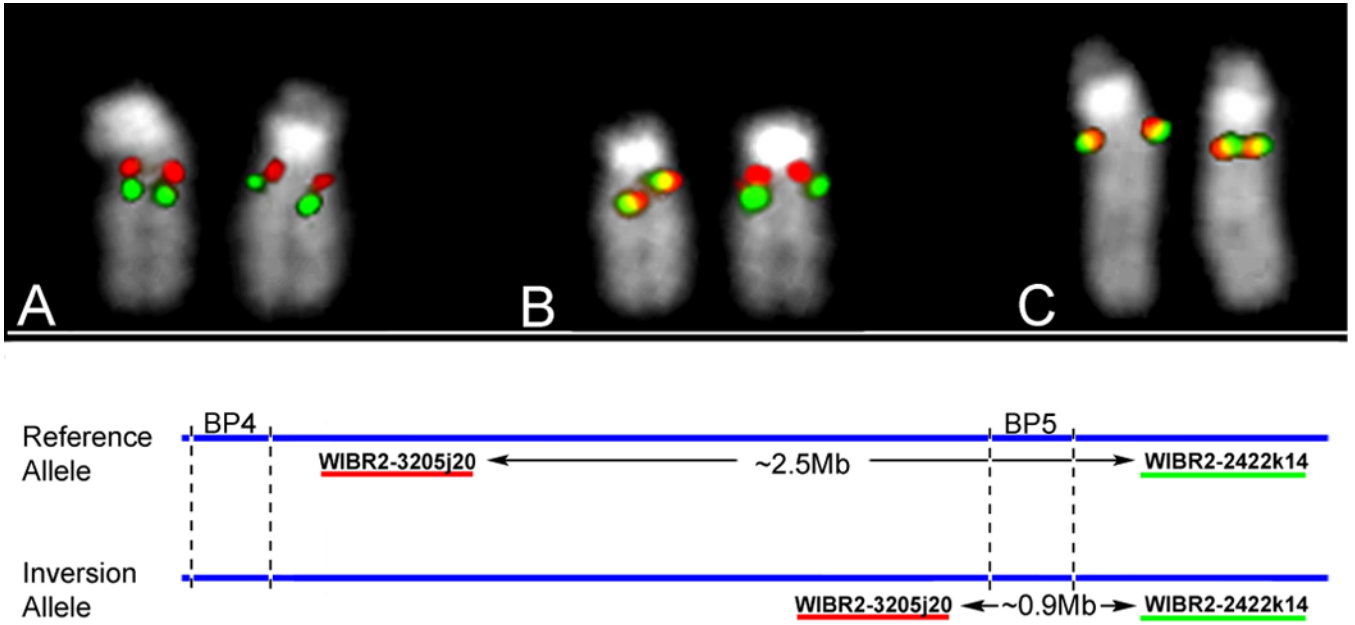 A
B
C
BP4
BP5
Reference
Allele
WIBR2-3205j20
~2.5Mb
WIBR2-2422k14
Inversion
Allele
WIBR2-3205j20
~0.9Mb
WIBR2-2422k14